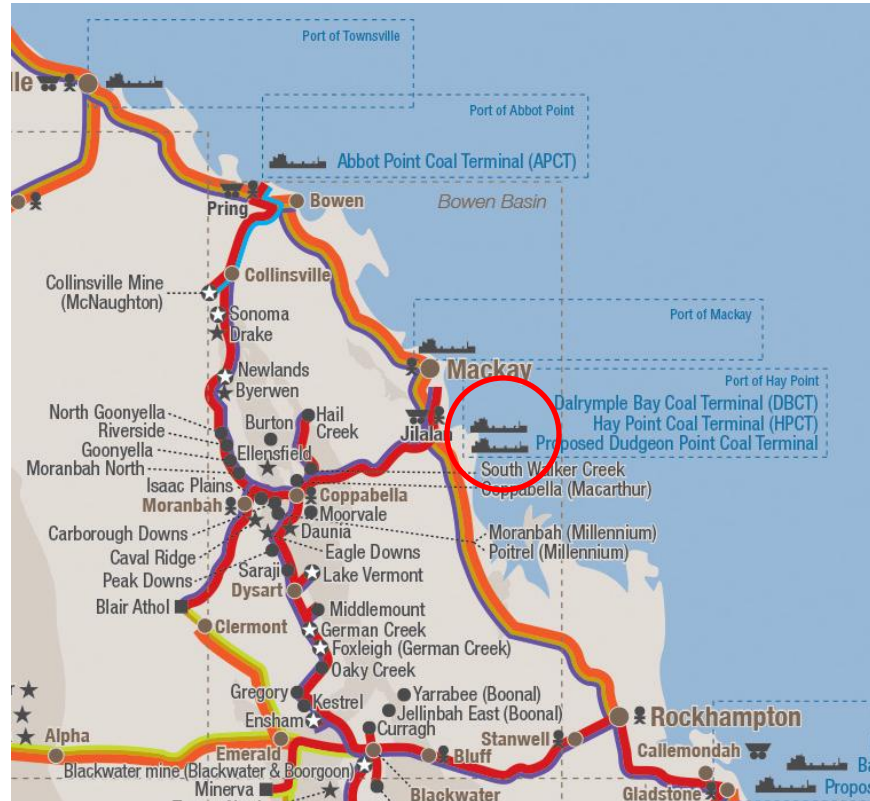 Port of Townsville
lle
Port of Abbot Point
Abbot Point Coal Terminal (APCT)
Pring
Bowen
Bowen Basin
Collinsville
Collinsville Mine
(McNaughton)
Sonoma
Drake
Port of Mackay
Mackay
Newlands
Byerwen
Port of Hay Point
Dalrymple Bay Coal Terminal (DBCT)
Hay Point Coal Terminal (HPCT)
Proposed Dudgeon Point Coal Terminal
Jilalan
North Goonyella
Riverside
Goonyella
Moranbah North
Burton
Hail
Creek
Ellensfield
South Walker Creek
Coppabella (Macarthur)
Isaac Plains
Moranbah
Coppabella
Moorvale
Carborough Downs
Daunia
Moranbah (Millennium)
Poitrel (Millennium)
Caval Ridge
Eagle Downs
Peak Downs
Saraji
Lake Vermont
Dysart
Blair Athol
Middlemount
Clermont
German Creek
Foxleigh (German Creek)
Oaky Creek
Gregory
Kestrel
Yarrabee (Boonal)
Ensham
Jellinbah East (Boonal)
Curragh
Rockhampton
Stanwell
Alpha
Emerald
Bluff
Callemondah
Blackwater mine (Blackwater & Boorgoon)
Ba
Minerva
Blackwater
Gladstone
Propos